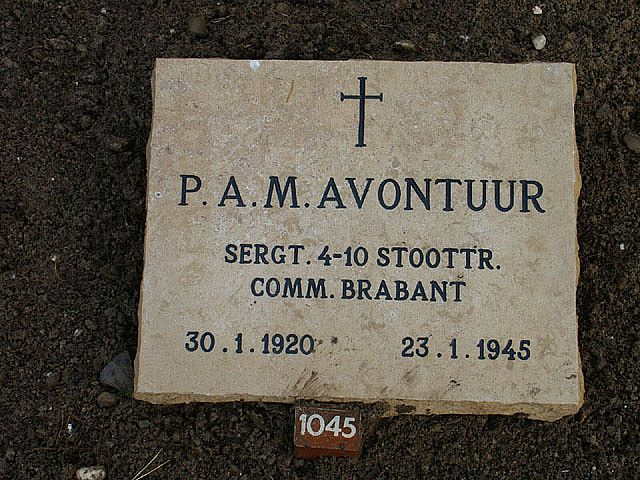 P.A.M. AVONTUUR
SERGT. 4-10 STOOTTR.
COMM. BRABANT
30.1.1920 23.1.1945
1045